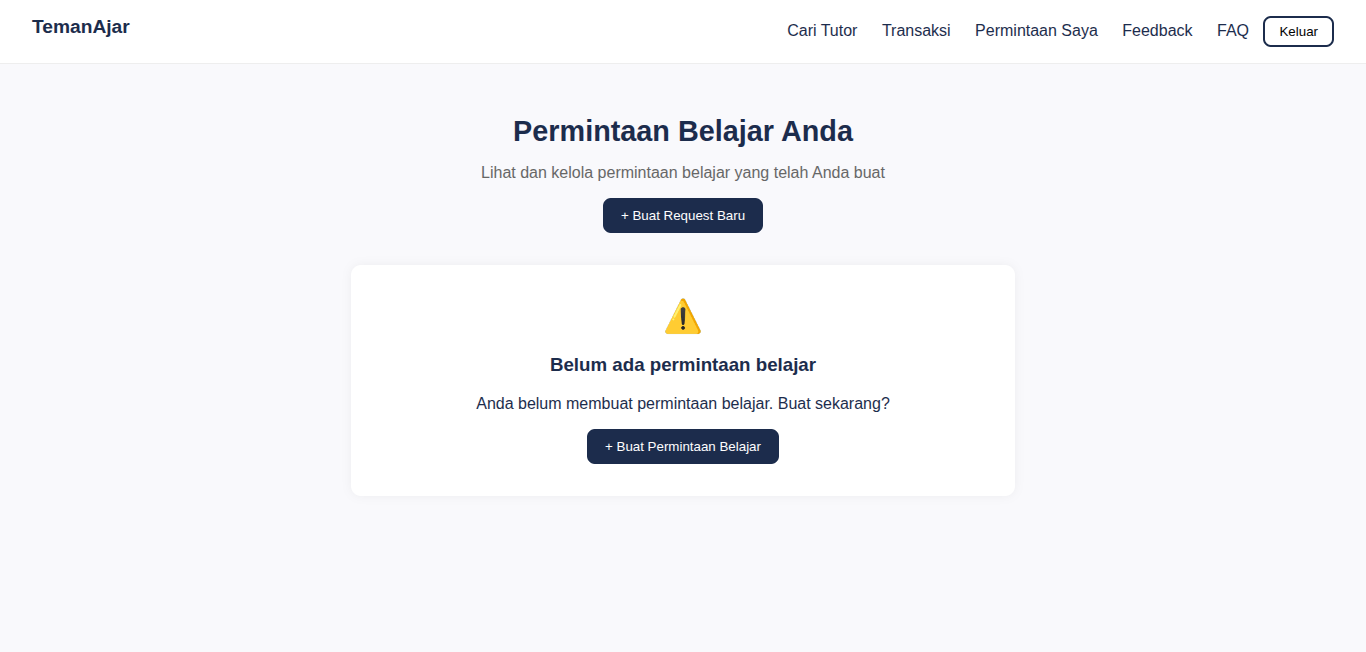 TemanAjar
Cari Tutor
Transaksi
Permintaan Saya
Feedback
FAQ
Keluar
Permintaan Belajar Anda
Lihat dan kelola permintaan belajar yang telah Anda buat
+ Buat Request Baru
Belum ada permintaan belajar
Anda belum membuat permintaan belajar. Buat sekarang?
+ Buat Permintaan Belajar